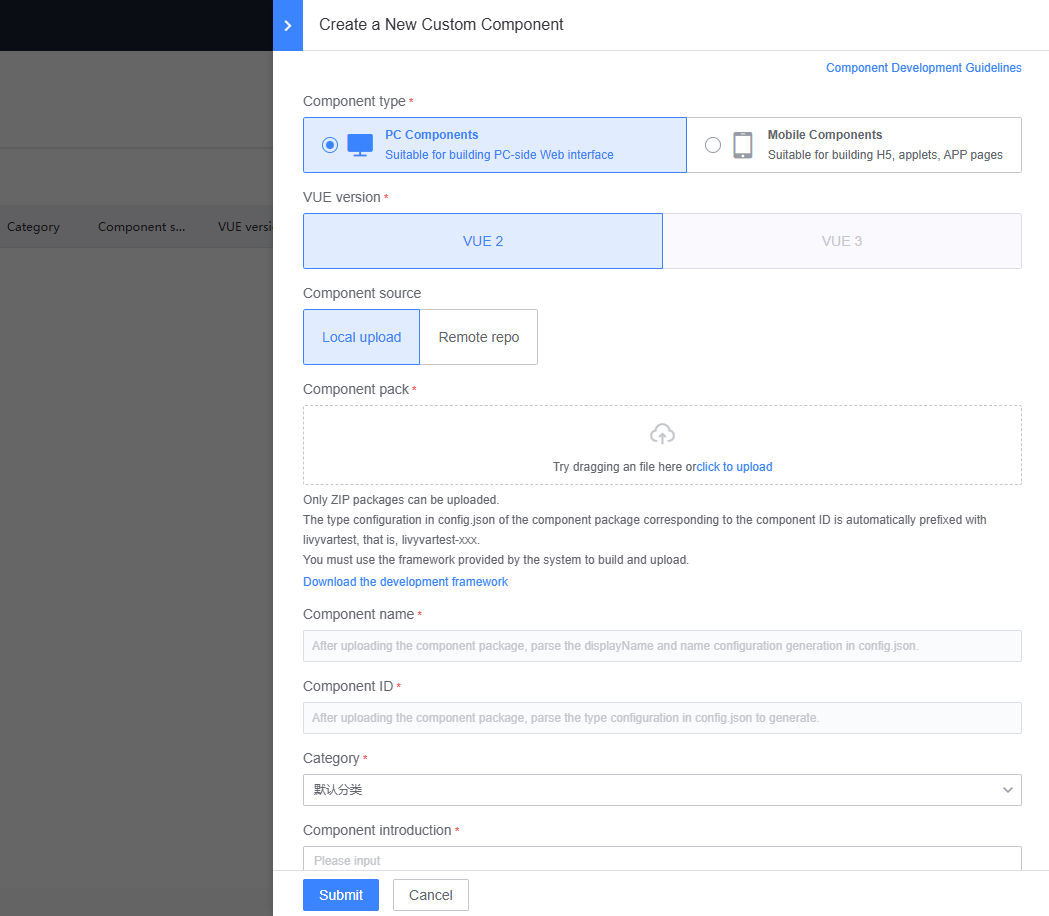 Create a New Custom Component
Component Development Guidelines
Component type *
PC Components
Suitable for building PC-side Web interface
Mobile Components
Suitable for building H5, applets, APP pages
VUE version *
VUE 2
VUE 3
Category
Component s...
VUE versi
Component source
Local upload
Remote repo
Component pack *
Try dragging an file here orclick to upload
Only ZIP packages can be uploaded.
The type configuration in config.json of the component package corresponding to the component ID is automatically prefixed with
livyvartest, that is, livyvartest-xxx.
You must use the framework provided by the system to build and upload.
Download the development framework
Component name *
After uploading the component package, parse the displayName and name configuration generation in config.json.
Component ID *
After uploading the component package, parse the type configuration in config.json to generate.
Category *
默认分类
Component introduction *
Please input
Submit
Cancel